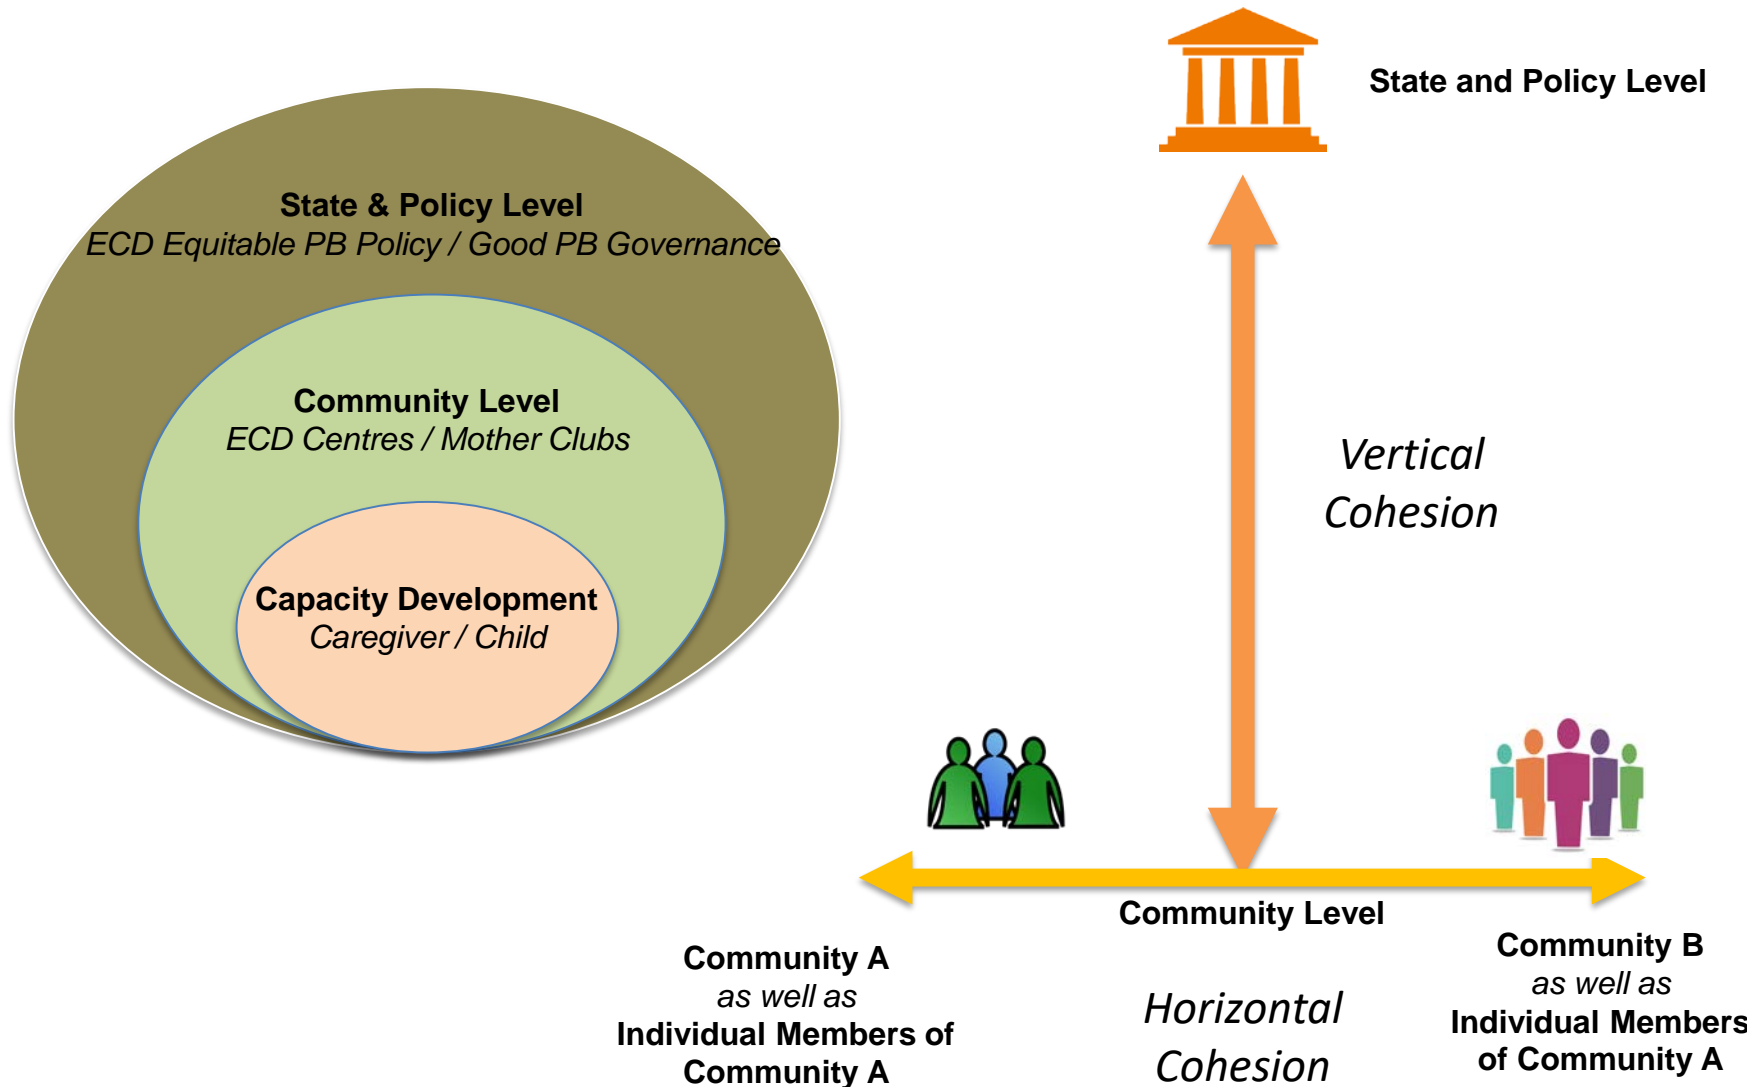 State & Policy Level
ECD Equitable PB Policy / Good PB Governance
Community Level
ECD Centres / Mother Clubs
Capacity Development
Caregiver / Child
State and Policy Level
Vertical
Cohesion
Community Level
Community A
as well as
Individual Members of
Community A
Horizontal
Cohesion
Community B
as well as
Individual Members
of Community A